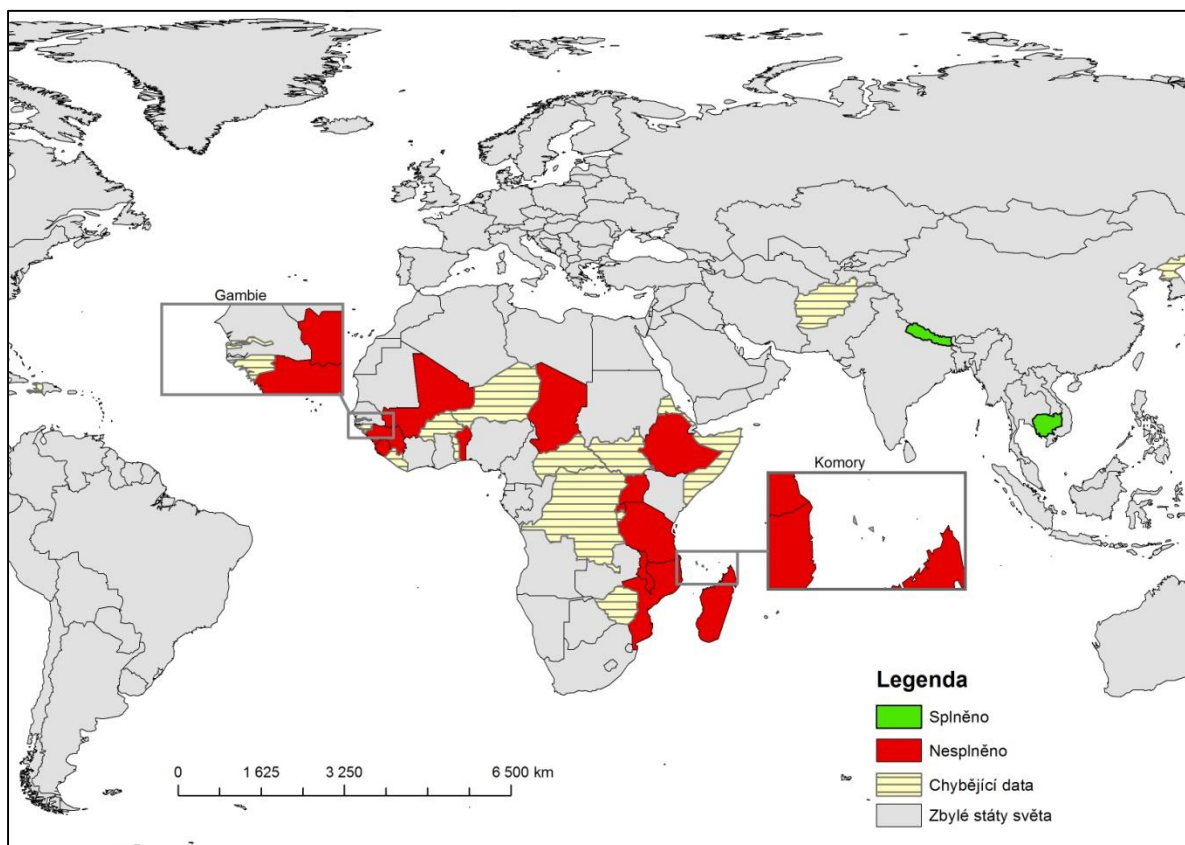 Gambie
Komory
Legenda
Splněno
Nesplněno
Chybějící data
Zbylé státy světa
0 1 625 3 250 6 500 km